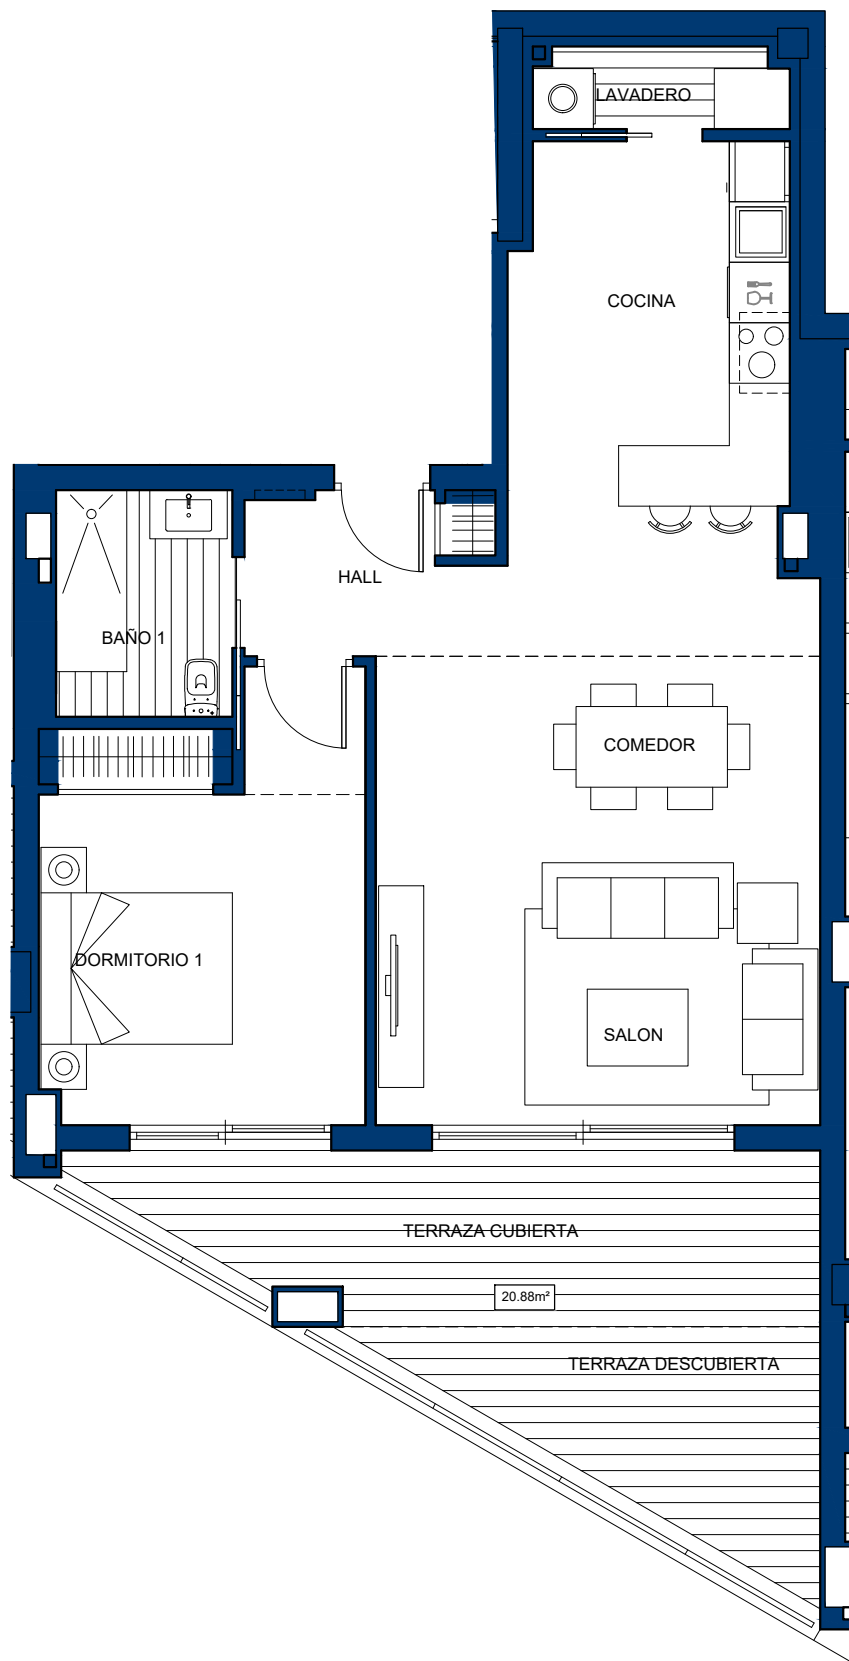 LAVADERO
COCINA
HALL
BAÑO 1
COMEDOR
DORMITORIO 1
SALON
TERRAZA CUBIERTA
20.88m²
TERRAZA DESCUBIERTA